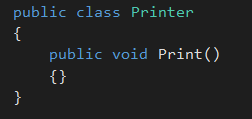 public class Printer
{
    public void Print()
    {}
}